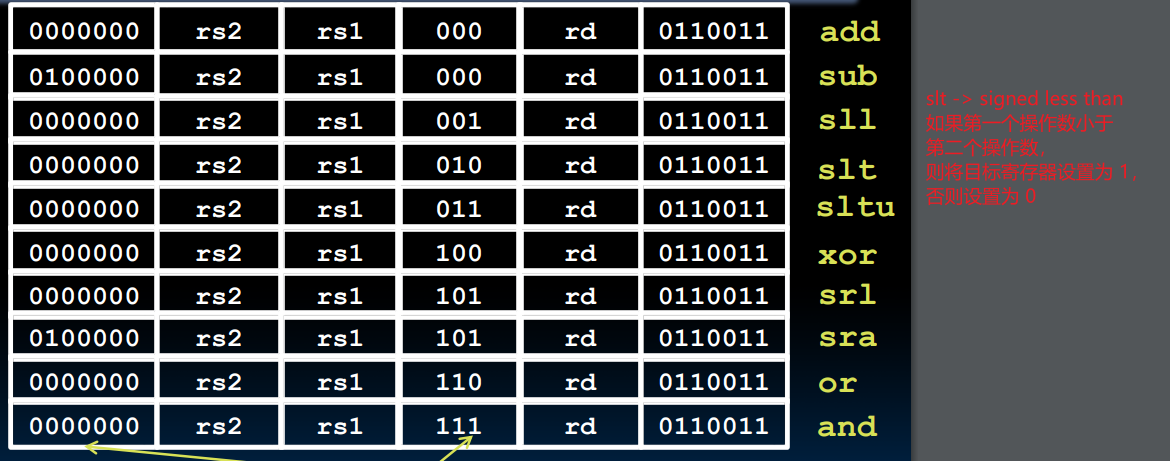 0000000 rs2 rs1 000 rd 0110011 add
0100000 rs2 rs1 000 rd 0110011 sub
0000000 rs2 rs1 001 rd 0110011 sll
0000000 rs2 rs1 010 rd 0110011 slt
0000000 rs2 rs1 011 rd 0110011 sltu
0000000 rs2 rs1 100 rd 0110011 xor
0000000 rs2 rs1 101 rd 0110011 srl
0100000 rs2 rs1 101 rd 0110011 sra
0000000 rs2 rs1 110 rd 0110011 or
0000000 rs2 rs1 111 rd 0110011 and
slt -> signed less than
如果第一个操作数小于
第二个操作数，
则将目标寄存器设置为 1，
否则设置为 0